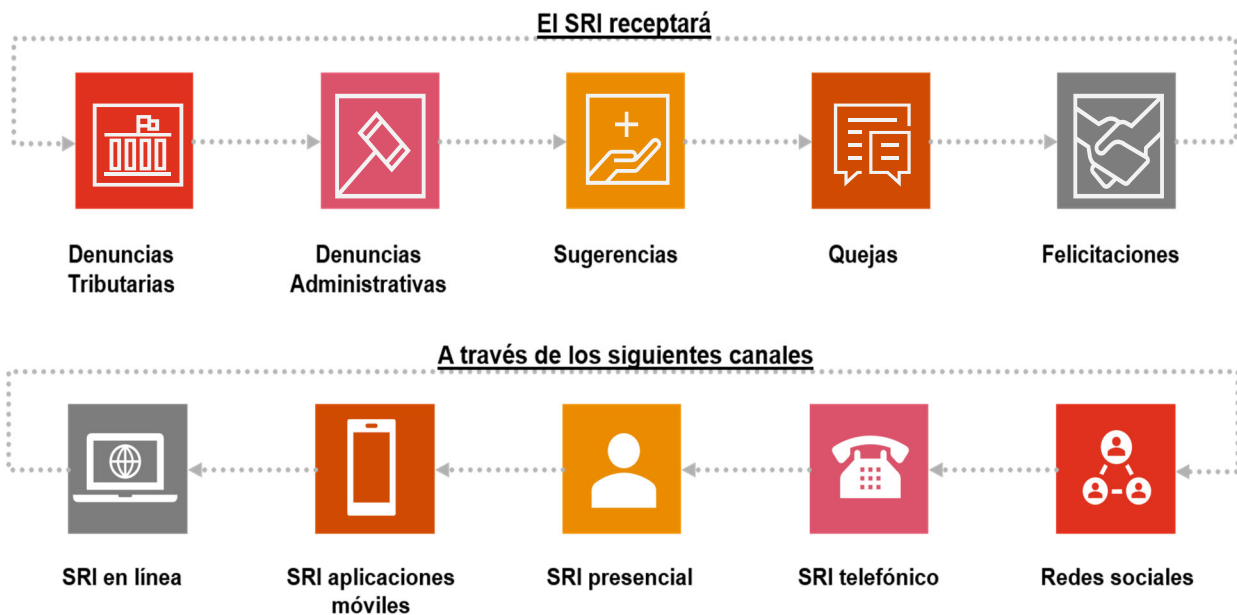 El SRI receptará
Denuncias
Tributarias
Denuncias
Administrativas
Sugerencias
Quejas
Felicitaciones
A través de los siguientes canales
SRI en línea
SRI aplicaciones
móviles
SRI presencial
SRI telefónico
Redes sociales